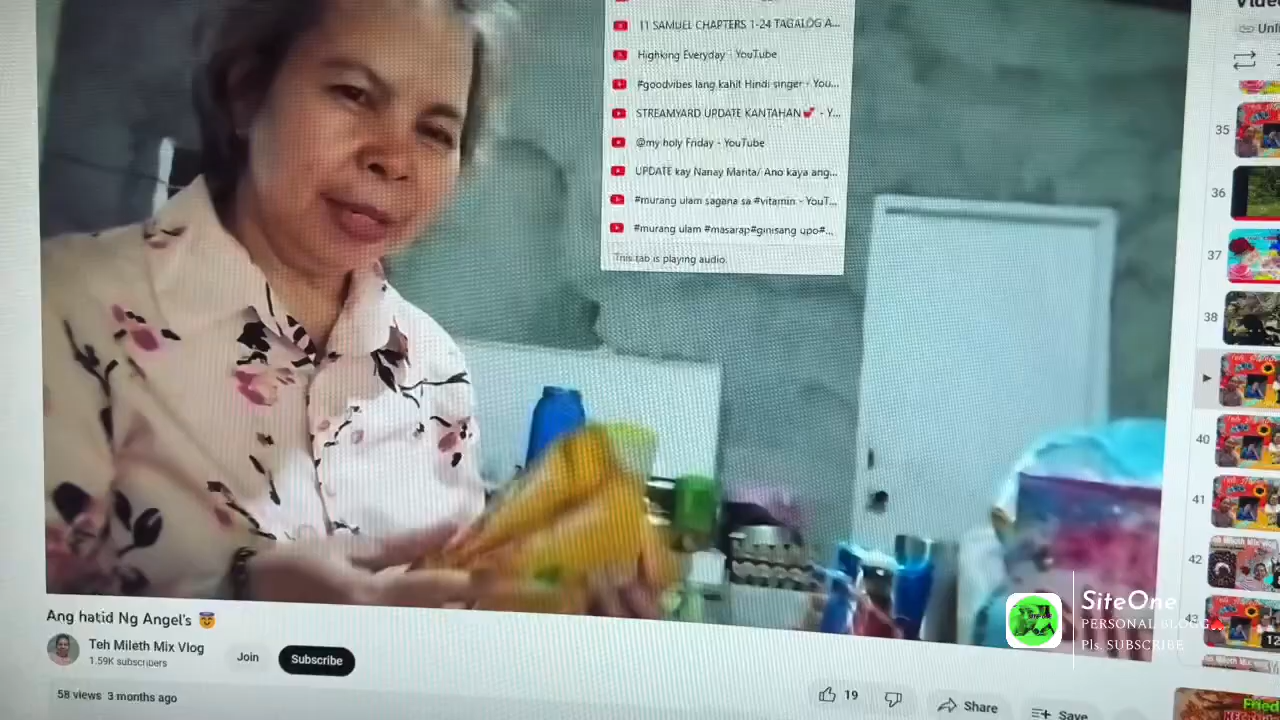 11 SAMUEL CHAPTERS 1-24 TAGALOG A...
Highking Everyday - YouTube
#goodvibes lang kahit Hindi singer - You...
STREAMYARD UPDATE KANTAHAN💕 - Y...
@my holy Friday - YouTube
UPDATE kay Nanay Marita/ Ano kaya ang...
#murang ulam sagana sa #vitamin - YouT...
#murang ulam #masarap#ginisang upo#...
This tab is playing audio
35
36
37
38
40
41
42
43
12
SiteOne
PERSONAL BLOGG...
Pls. SUBSCRIBE
Ang hatid Ng Angel's 😇
Teh Mileth Mix Vlog
1.59K subscribers
Join
Subscribe
58 views 3 months ago
19
Share
Save
Fried